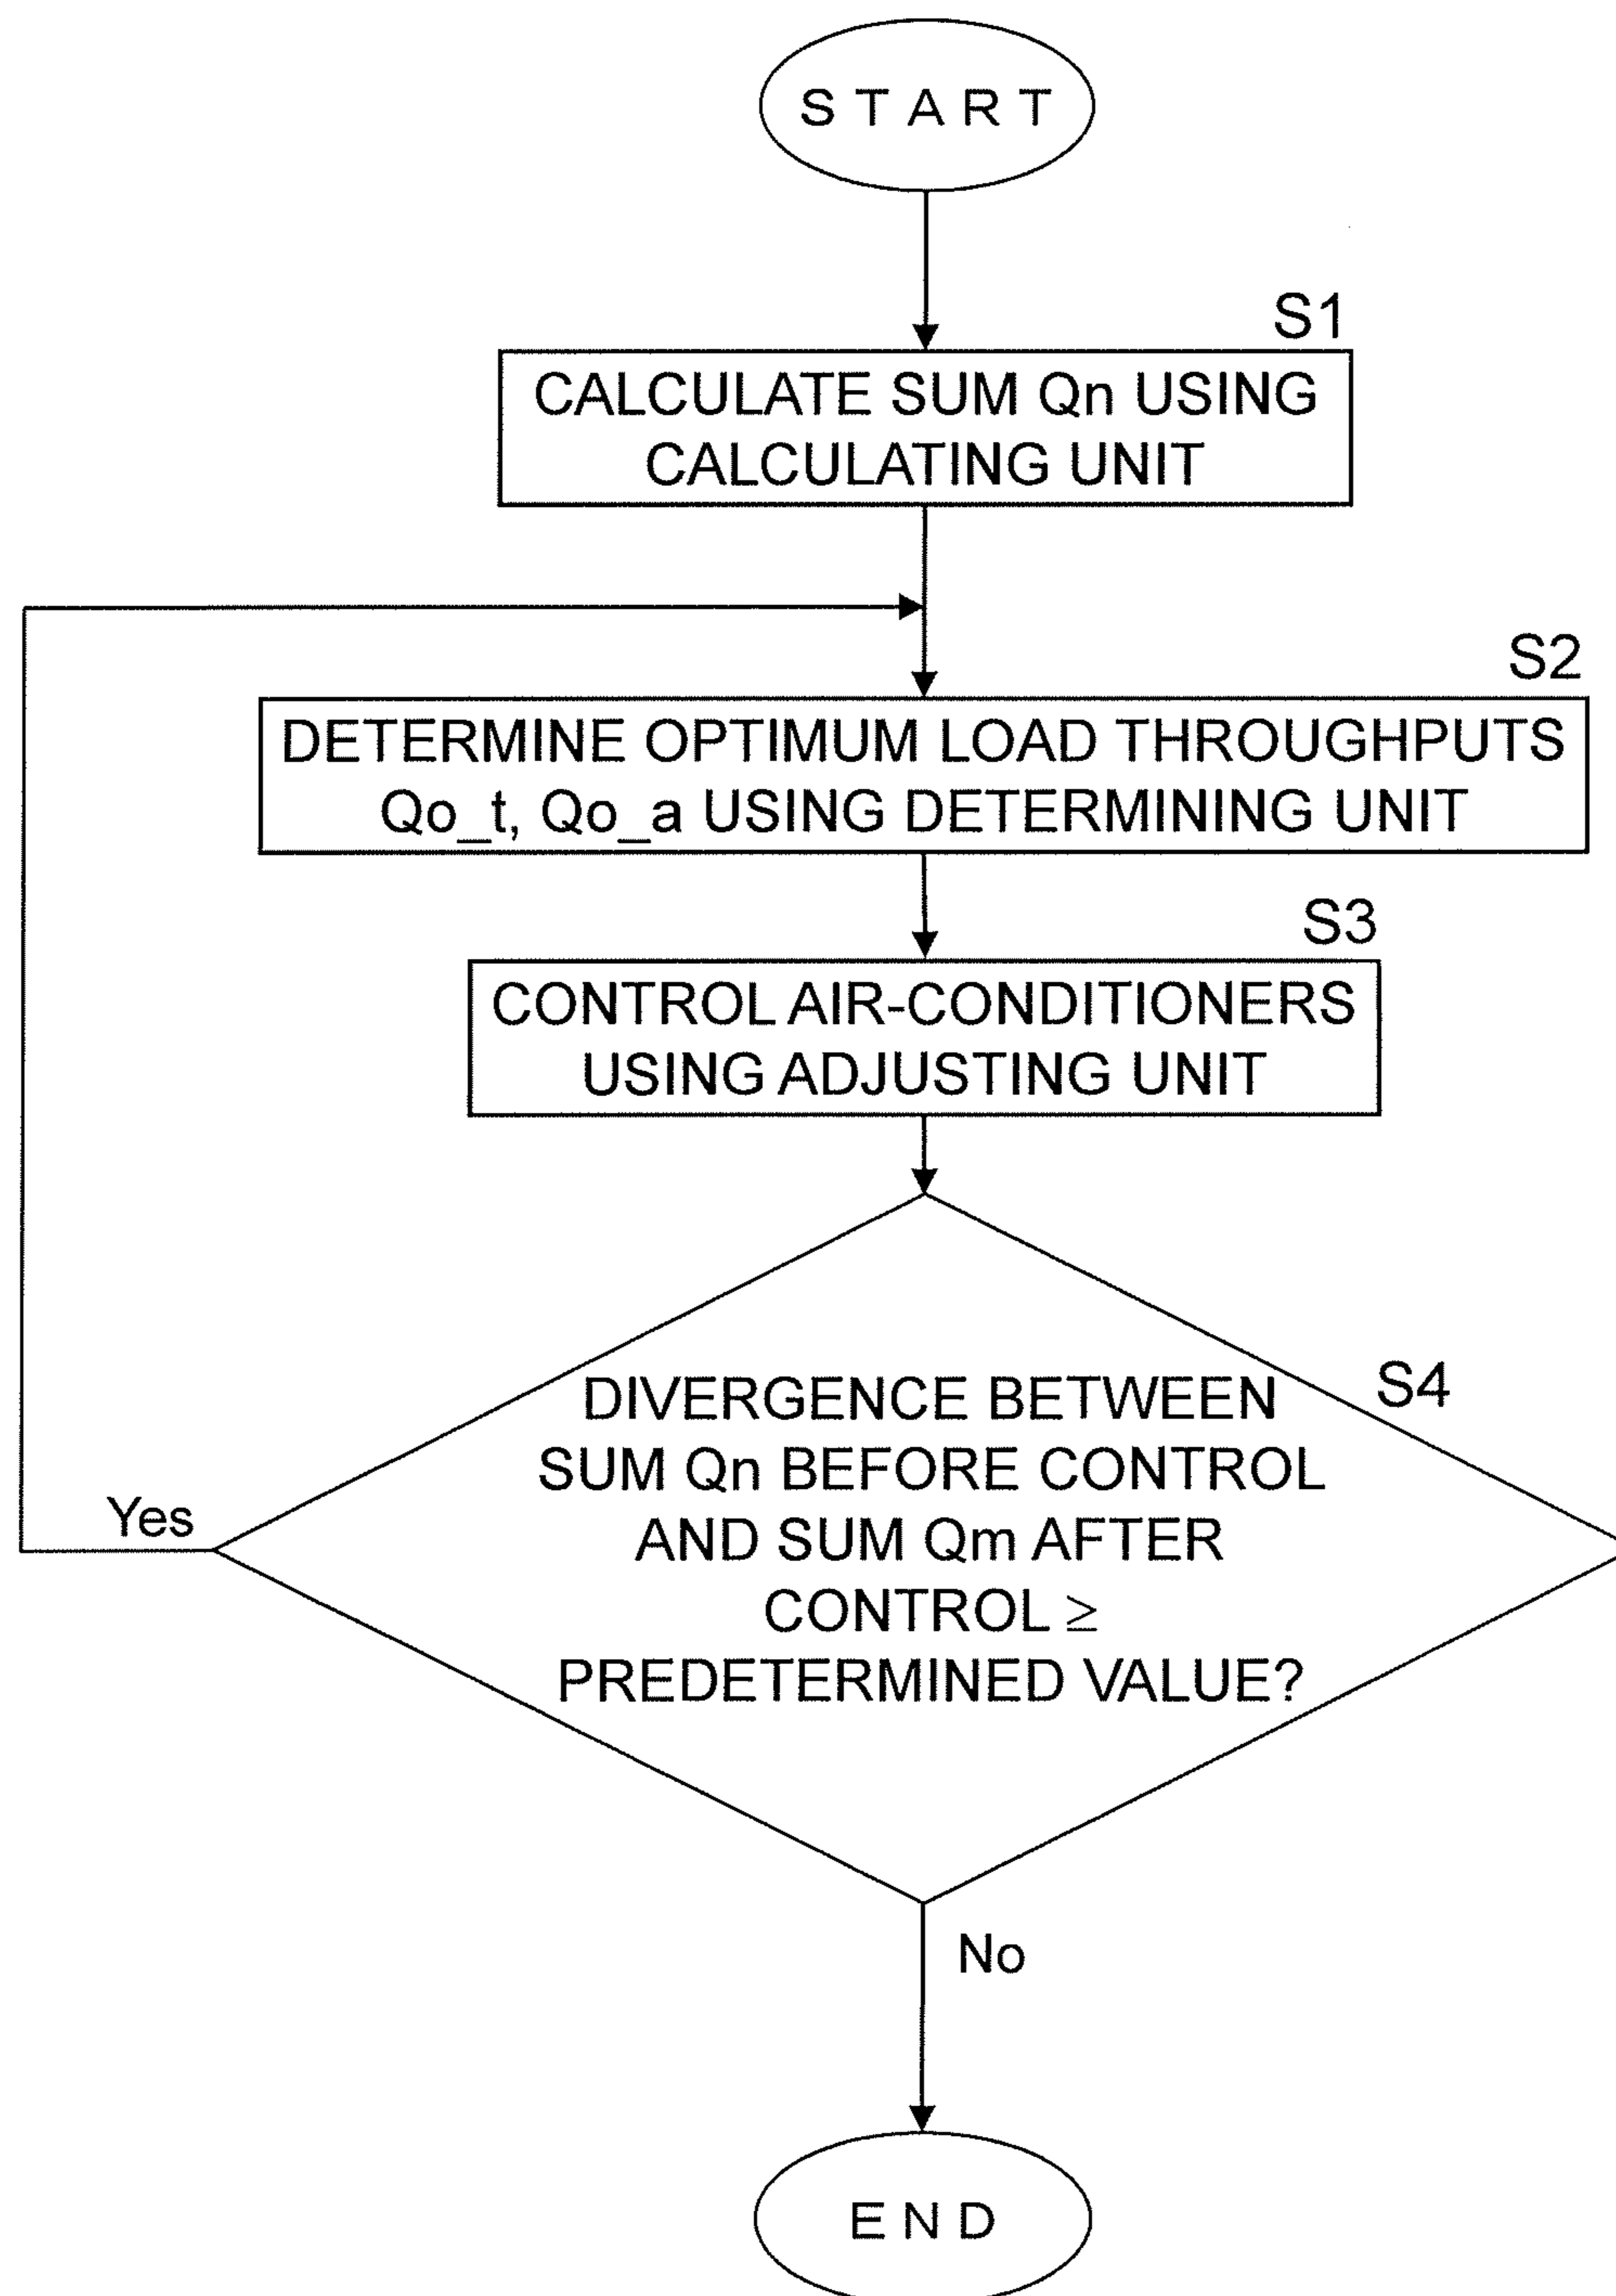 START
S1
CALCULATE SUM Qn USING
CALCULATING UNIT
S2
DETERMINE OPTIMUM LOAD THROUGHPUTS
Qo_t, Qo_a USING DETERMINING UNIT
S3
CONTROL AIR-CONDITIONERS
USING ADJUSTING UNIT
S4
DIVERGENCE BETWEEN
SUM Qn BEFORE CONTROL
AND SUM Qm AFTER
CONTROL ≥
PREDETERMINED VALUE?
Yes
No
END